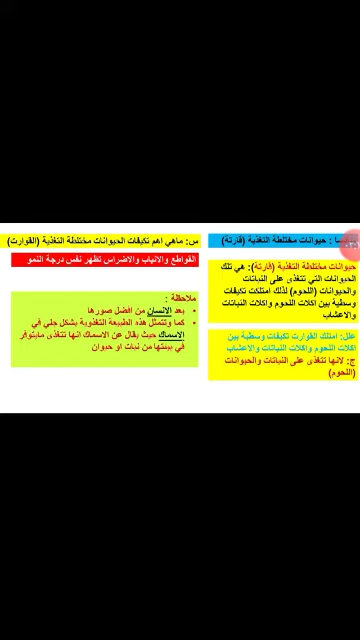 سا : حيوانات مختلطة التغذية (قارتة)
حيوانات مختلطة التغذية (قارتة): هي تلك
الحيوانات التي تتغذى على النباتات
والحيوانات (اللحوم) لذلك امتلكت تكيفات
وسطية بين اكلات اللحوم واكلات النباتات
والاعشاب
علل: امتلك القوارت تكيفات وسطية بين
اكلات اللحوم واكلات النباتات والاعشاب
ج: لانها تتغذى على النباتات والحيوانات
(اللحوم)
س: ماهي اهم تكيفات الحيوانات مختلطة التغذية (القوارت)
القواطع والانياب والاضراس تظهر نفس درجة النمو
ملاحظة :
• يعد الإنسان من افضل صورها
• كما وتتمثل هذه الطبيعة التغذوية بشكل جلي في
الاسماك حيث يقال عن الاسماك انها تتغذى مايتوفر
في بيئتها من نبات او حيوان